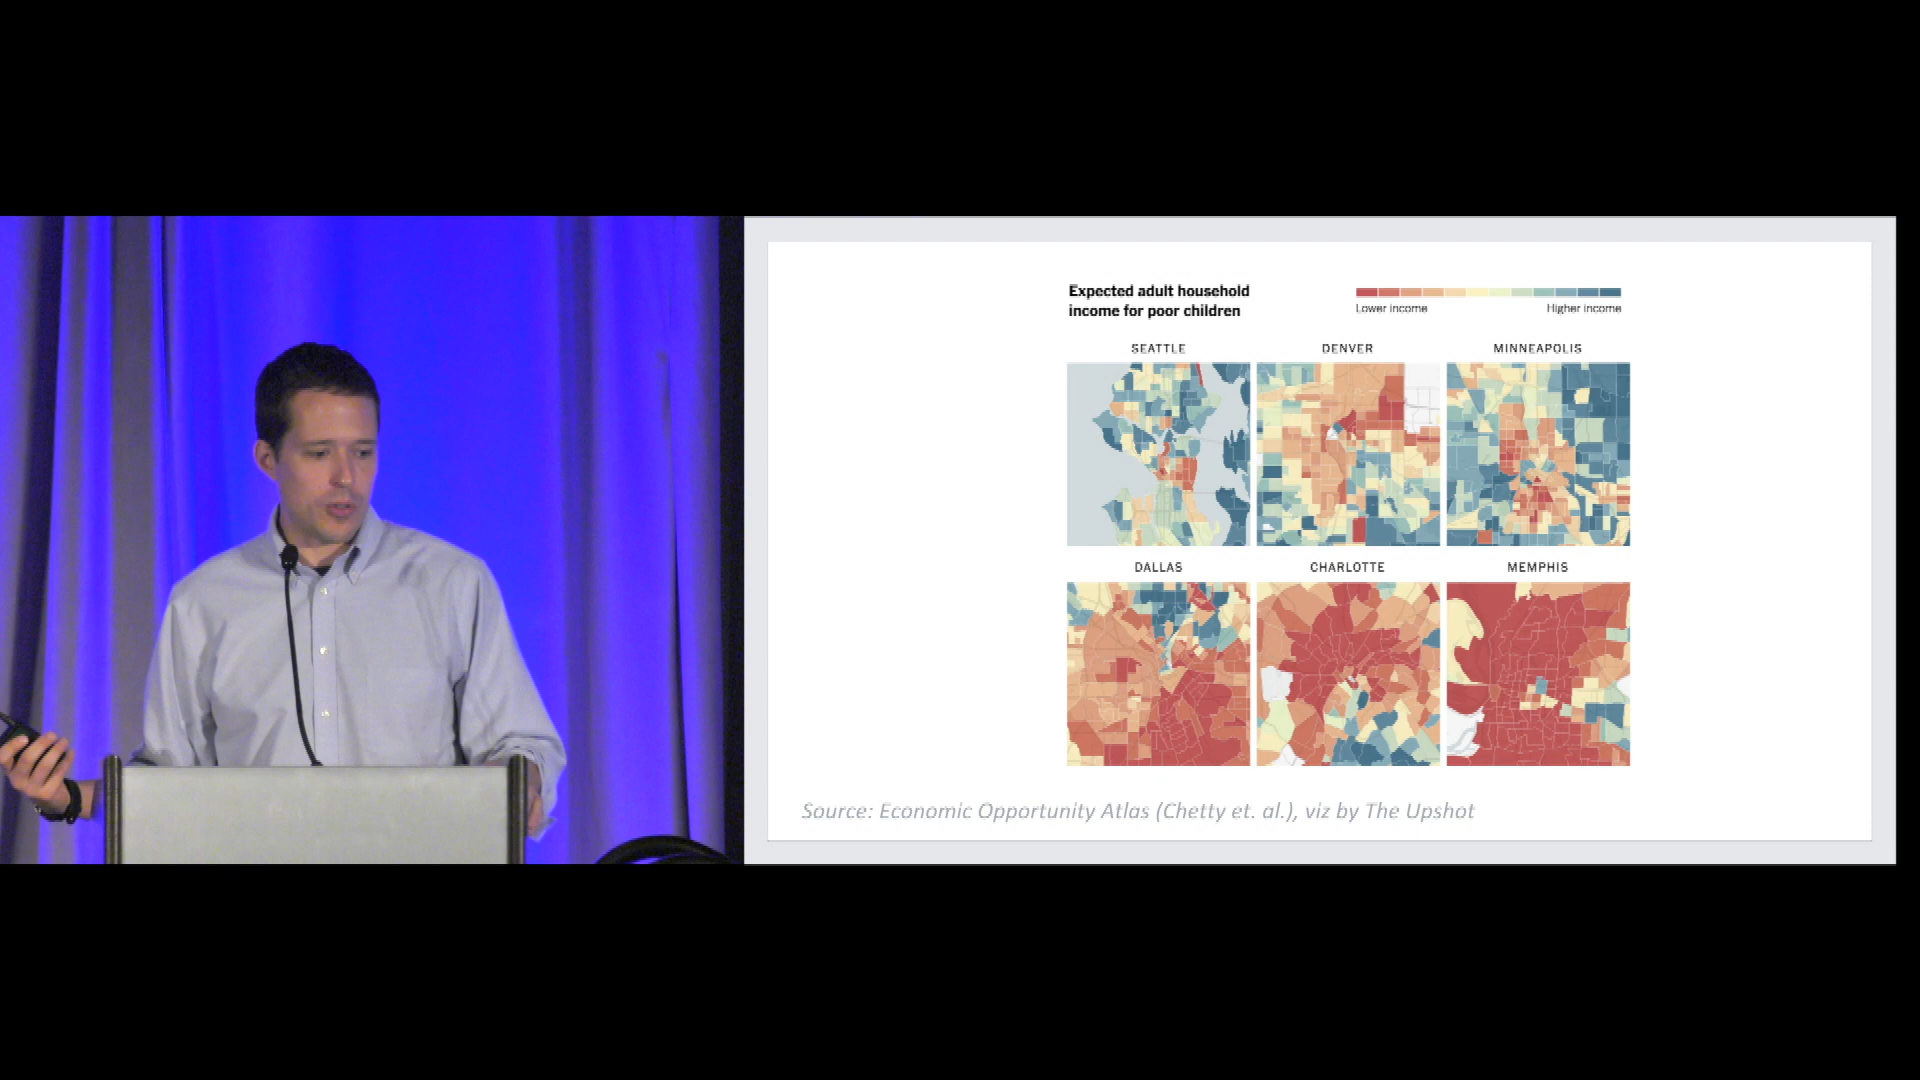 Expected adult household
income for poor children
Lower income
Higher income
SEATTLE
DENVER
MINNEAPOLIS
DALLAS
CHARLOTTE
MEMPHIS
Source: Economic Opportunity Atlas (Chetty et. al.), viz by The Upshot